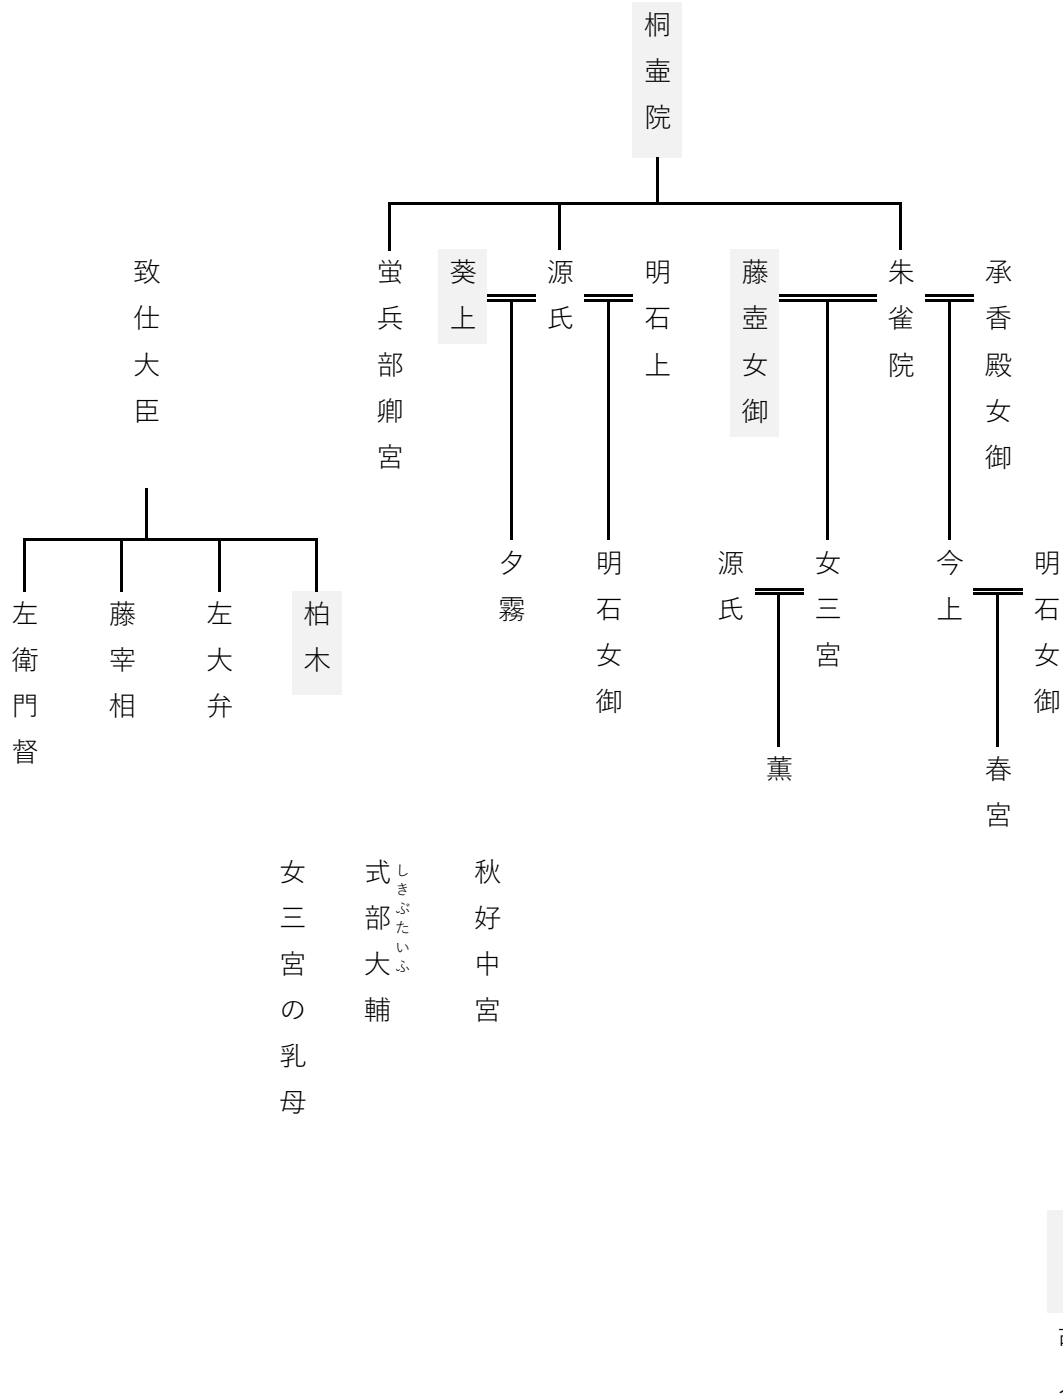 桐壷院
承香殿女御
朱雀院
藤壺女御
明石上
源氏
葵上
蛍兵部卿宮
致仕大臣
明石女御
今上
女三宮
源氏
明石女御
夕霧
柏木
左大弁
藤宰相
左衛門督
春宮
薫
秋好中宮
しきぶたいふ
式部大輔
女三宮の乳母